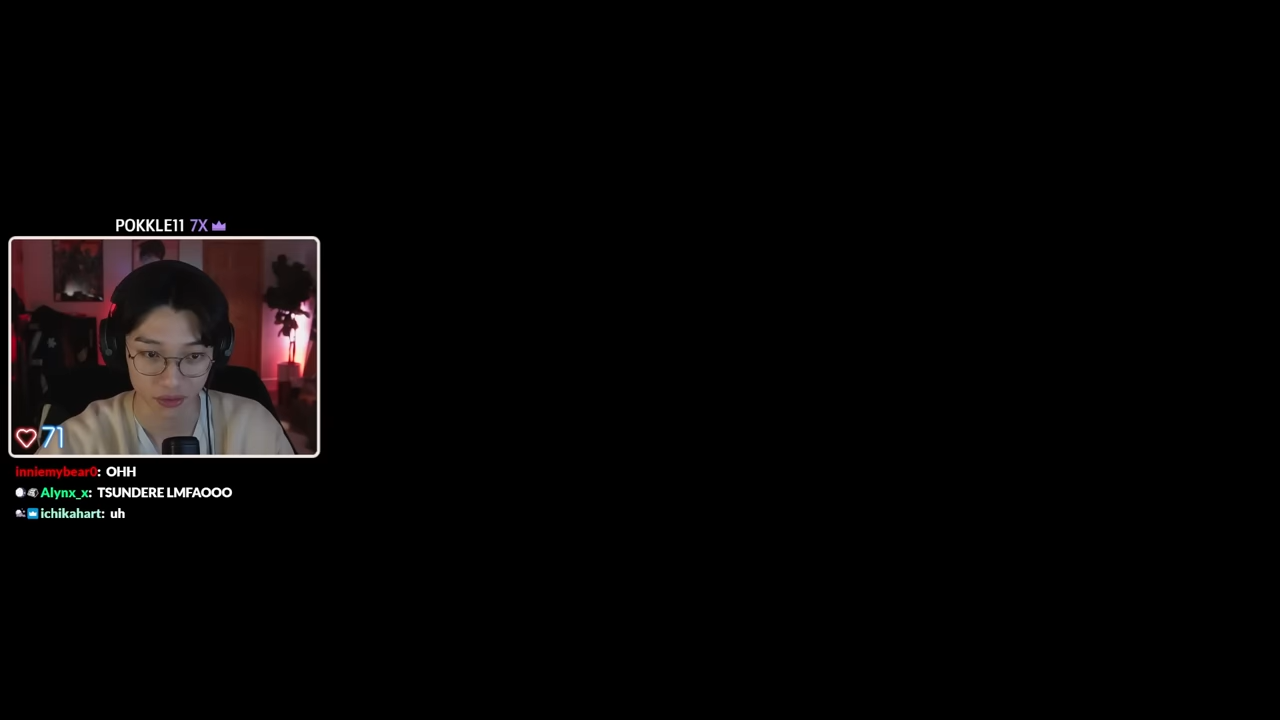 POKKLE11 7X
71
inniemybear0: OHH
Alynx_x: TSUNDERE LMFAOOO
ichikahart: uh